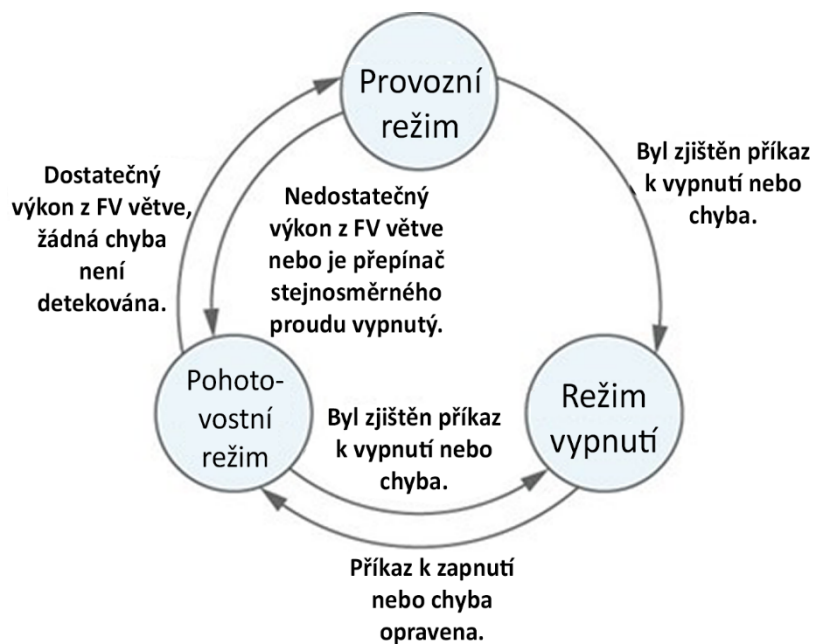 Provozní
režim
Byl zjištěn příkaz
k vypnutí nebo
chyba.
Dostatečný
výkon z FV větve,
žádná chyba
není
detekována.
Nedostatečný
výkon z FV větve
nebo je přepínač
stejnosměrného
proudu vypnutý.
Pohoto-
vostní
režim
Byl zjištěn příkaz
k vypnutí nebo
chyba.
Režim
vypnutí
Příkaz k zapnutí
nebo chyba
opravena.